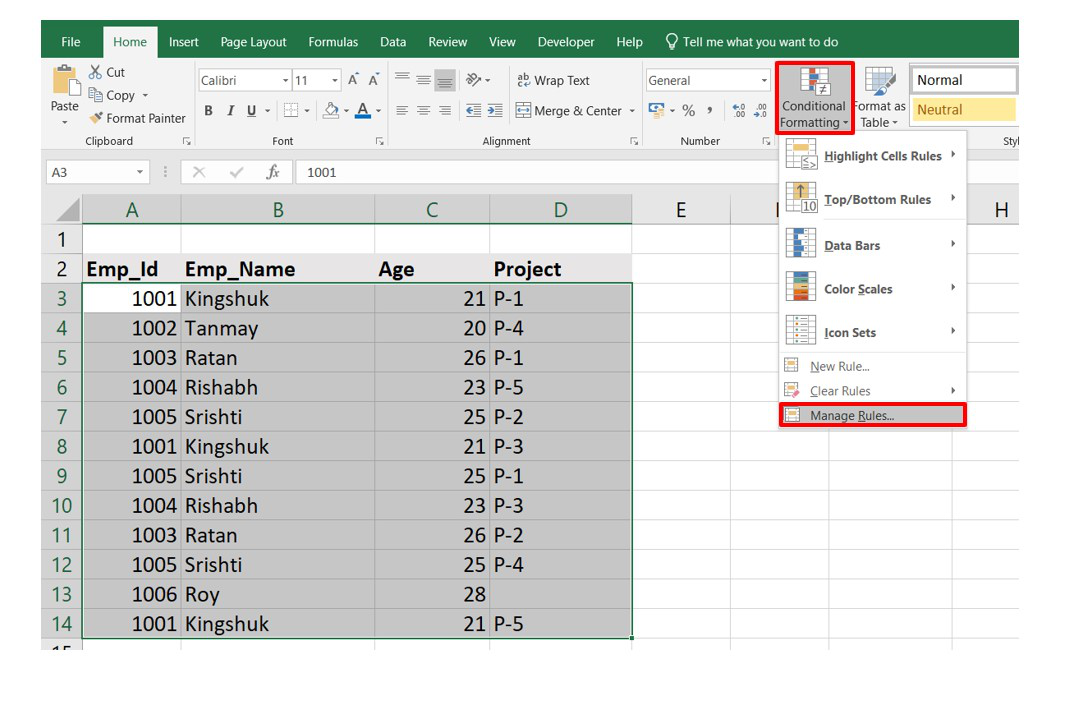 File Home Insert Page Layout Formulas Data Review View Developer Help Tell me what you want to do
Paste
Cut
Copy
Format Painter
Clipboard
Calibri 11 A A
B I U A
Font
ab Wrap Text
Merge & Center
Alignment
General
% ,
.00
.00
Number
Conditional
Formatting
Format as
Table
Normal
Neutral
A3 fx 1001
Highlight Cells Rules
Top/Bottom Rules
10
Data Bars
Color Scales
Icon Sets
New Rule...
Clear Rules
Manage Rules...
A B C D E H
1
2 Emp_Id Emp_Name Age Project
3 1001 Kingshuk 21 P-1
4 1002 Tanmay 20 P-4
5 1003 Ratan 26 P-1
6 1004 Rishabh 23 P-5
7 1005 Srishti 25 P-2
8 1001 Kingshuk 21 P-3
9 1005 Srishti 25 P-1
10 1004 Rishabh 23 P-3
11 1003 Ratan 26 P-2
12 1005 Srishti 25 P-4
13 1006 Roy 28
14 1001 Kingshuk 21 P-5